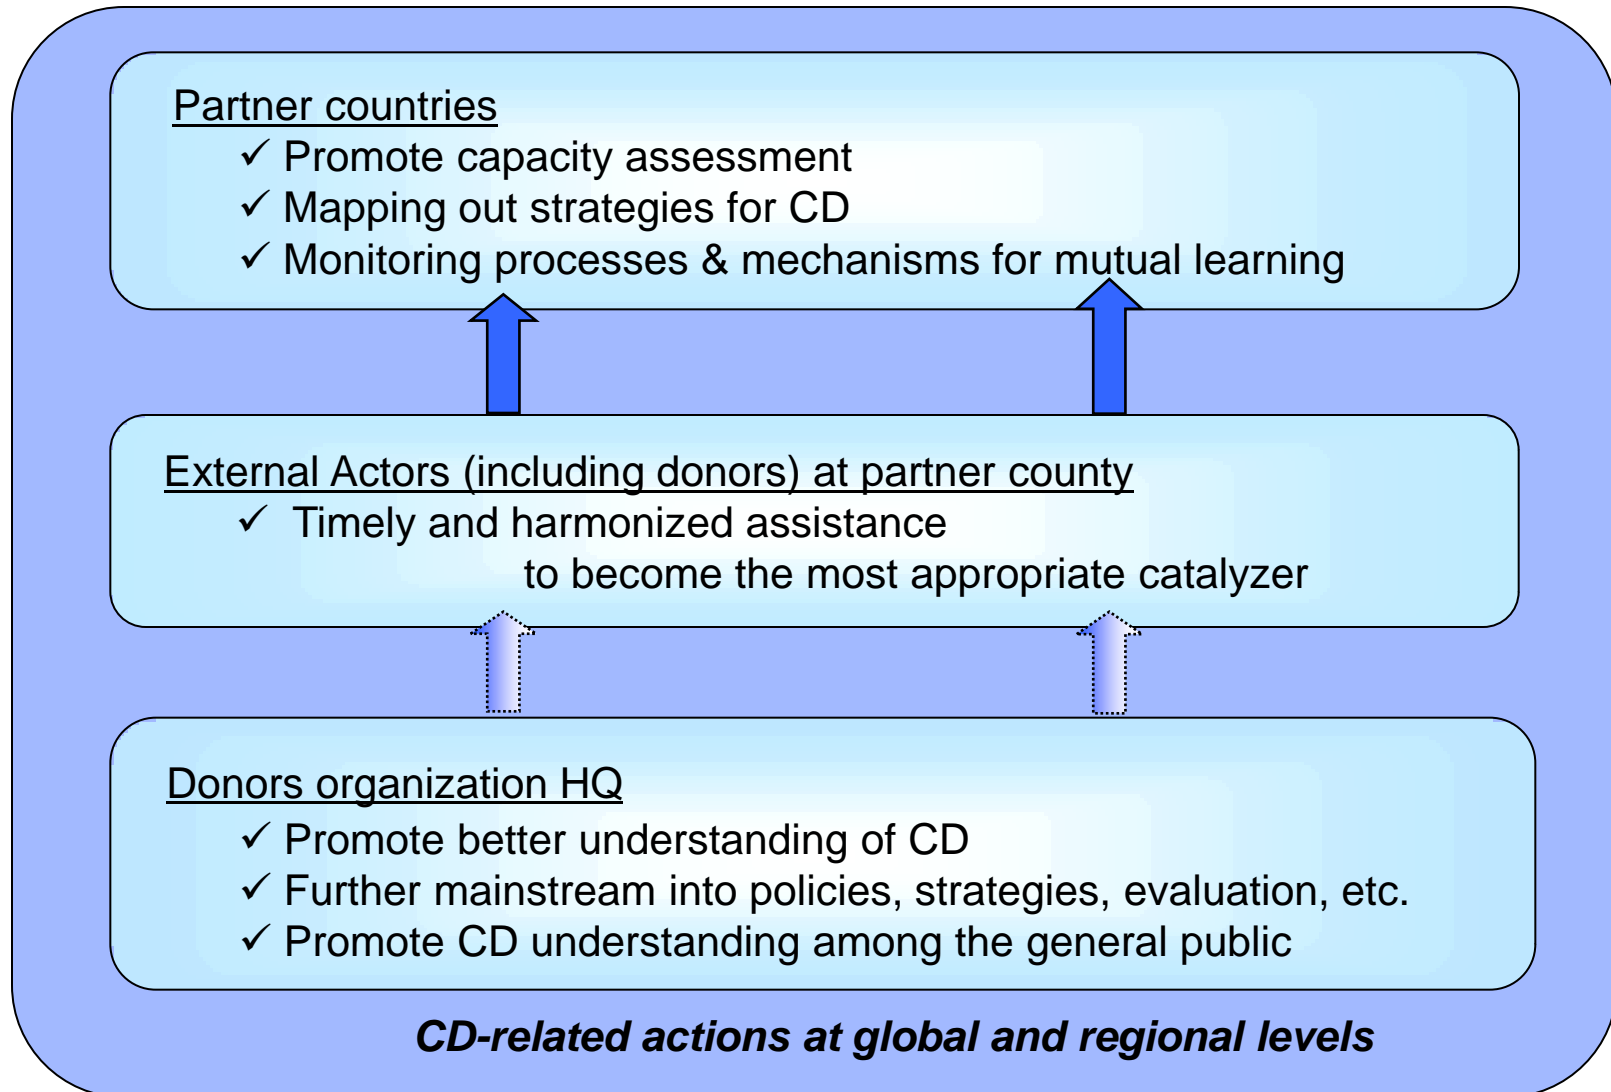 Partner countries
✓ Promote capacity assessment
✓ Mapping out strategies for CD
✓ Monitoring processes & mechanisms for mutual learning
External Actors (including donors) at partner county
✓ Timely and harmonized assistance
to become the most appropriate catalyzer
Donors organization HQ
✓ Promote better understanding of CD
✓ Further mainstream into policies, strategies, evaluation, etc.
✓ Promote CD understanding among the general public
CD-related actions at global and regional levels